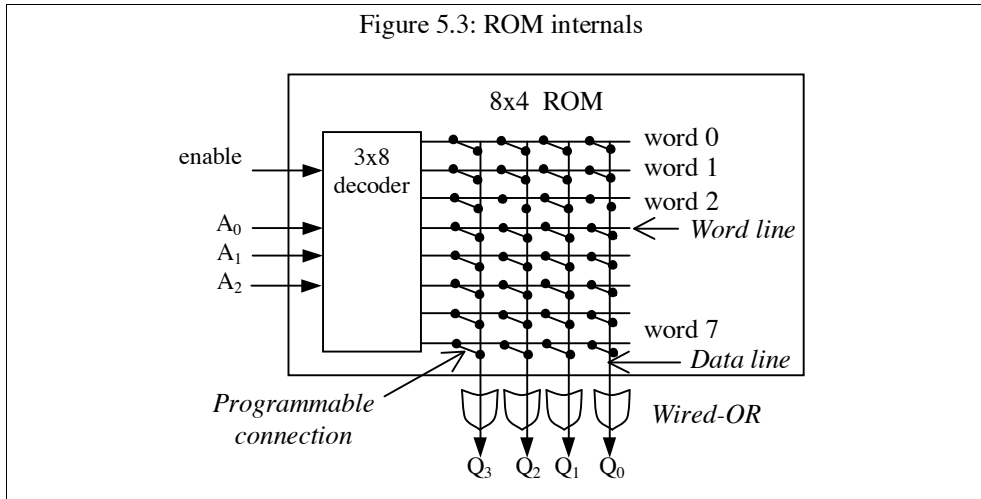 Figure 5.3: ROM internals
8x4 ROM
enable
3x8
decoder
word 0
word 1
word 2
A₀
Word line
A₁
A₂
word 7
Data line
Programmable
connection
Wired-OR
Q₃ Q₂ Q₁ Q₀